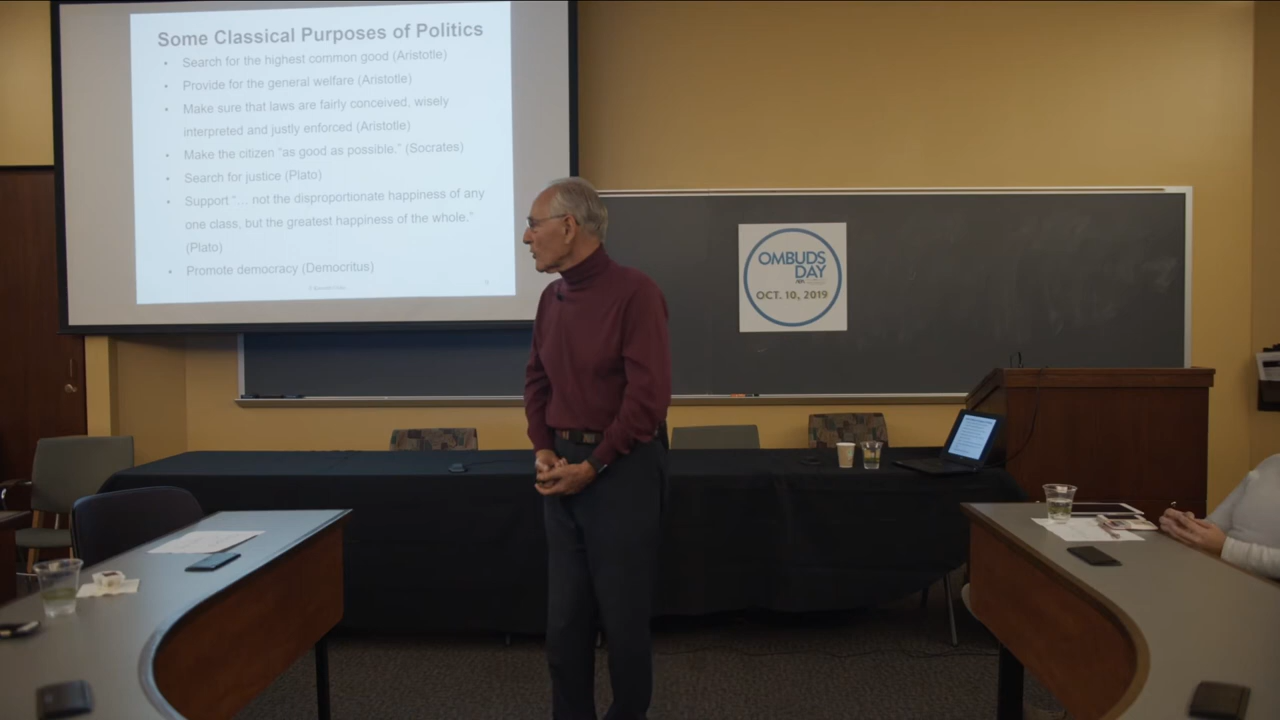 Some Classical Purposes of Politics
• Search for the highest common good (Aristotle)
• Provide for the general welfare (Aristotle)
• Make sure that laws are fairly conceived, wisely
interpreted and justly enforced (Aristotle)
• Make the citizen “as good as possible.” (Socrates)
• Search for justice (Plato)
• Support “… not the disproportionate happiness of any
one class, but the greatest happiness of the whole.”
(Plato)
• Promote democracy (Democritus)
OMBUDS
DAY
OCT. 10, 2019